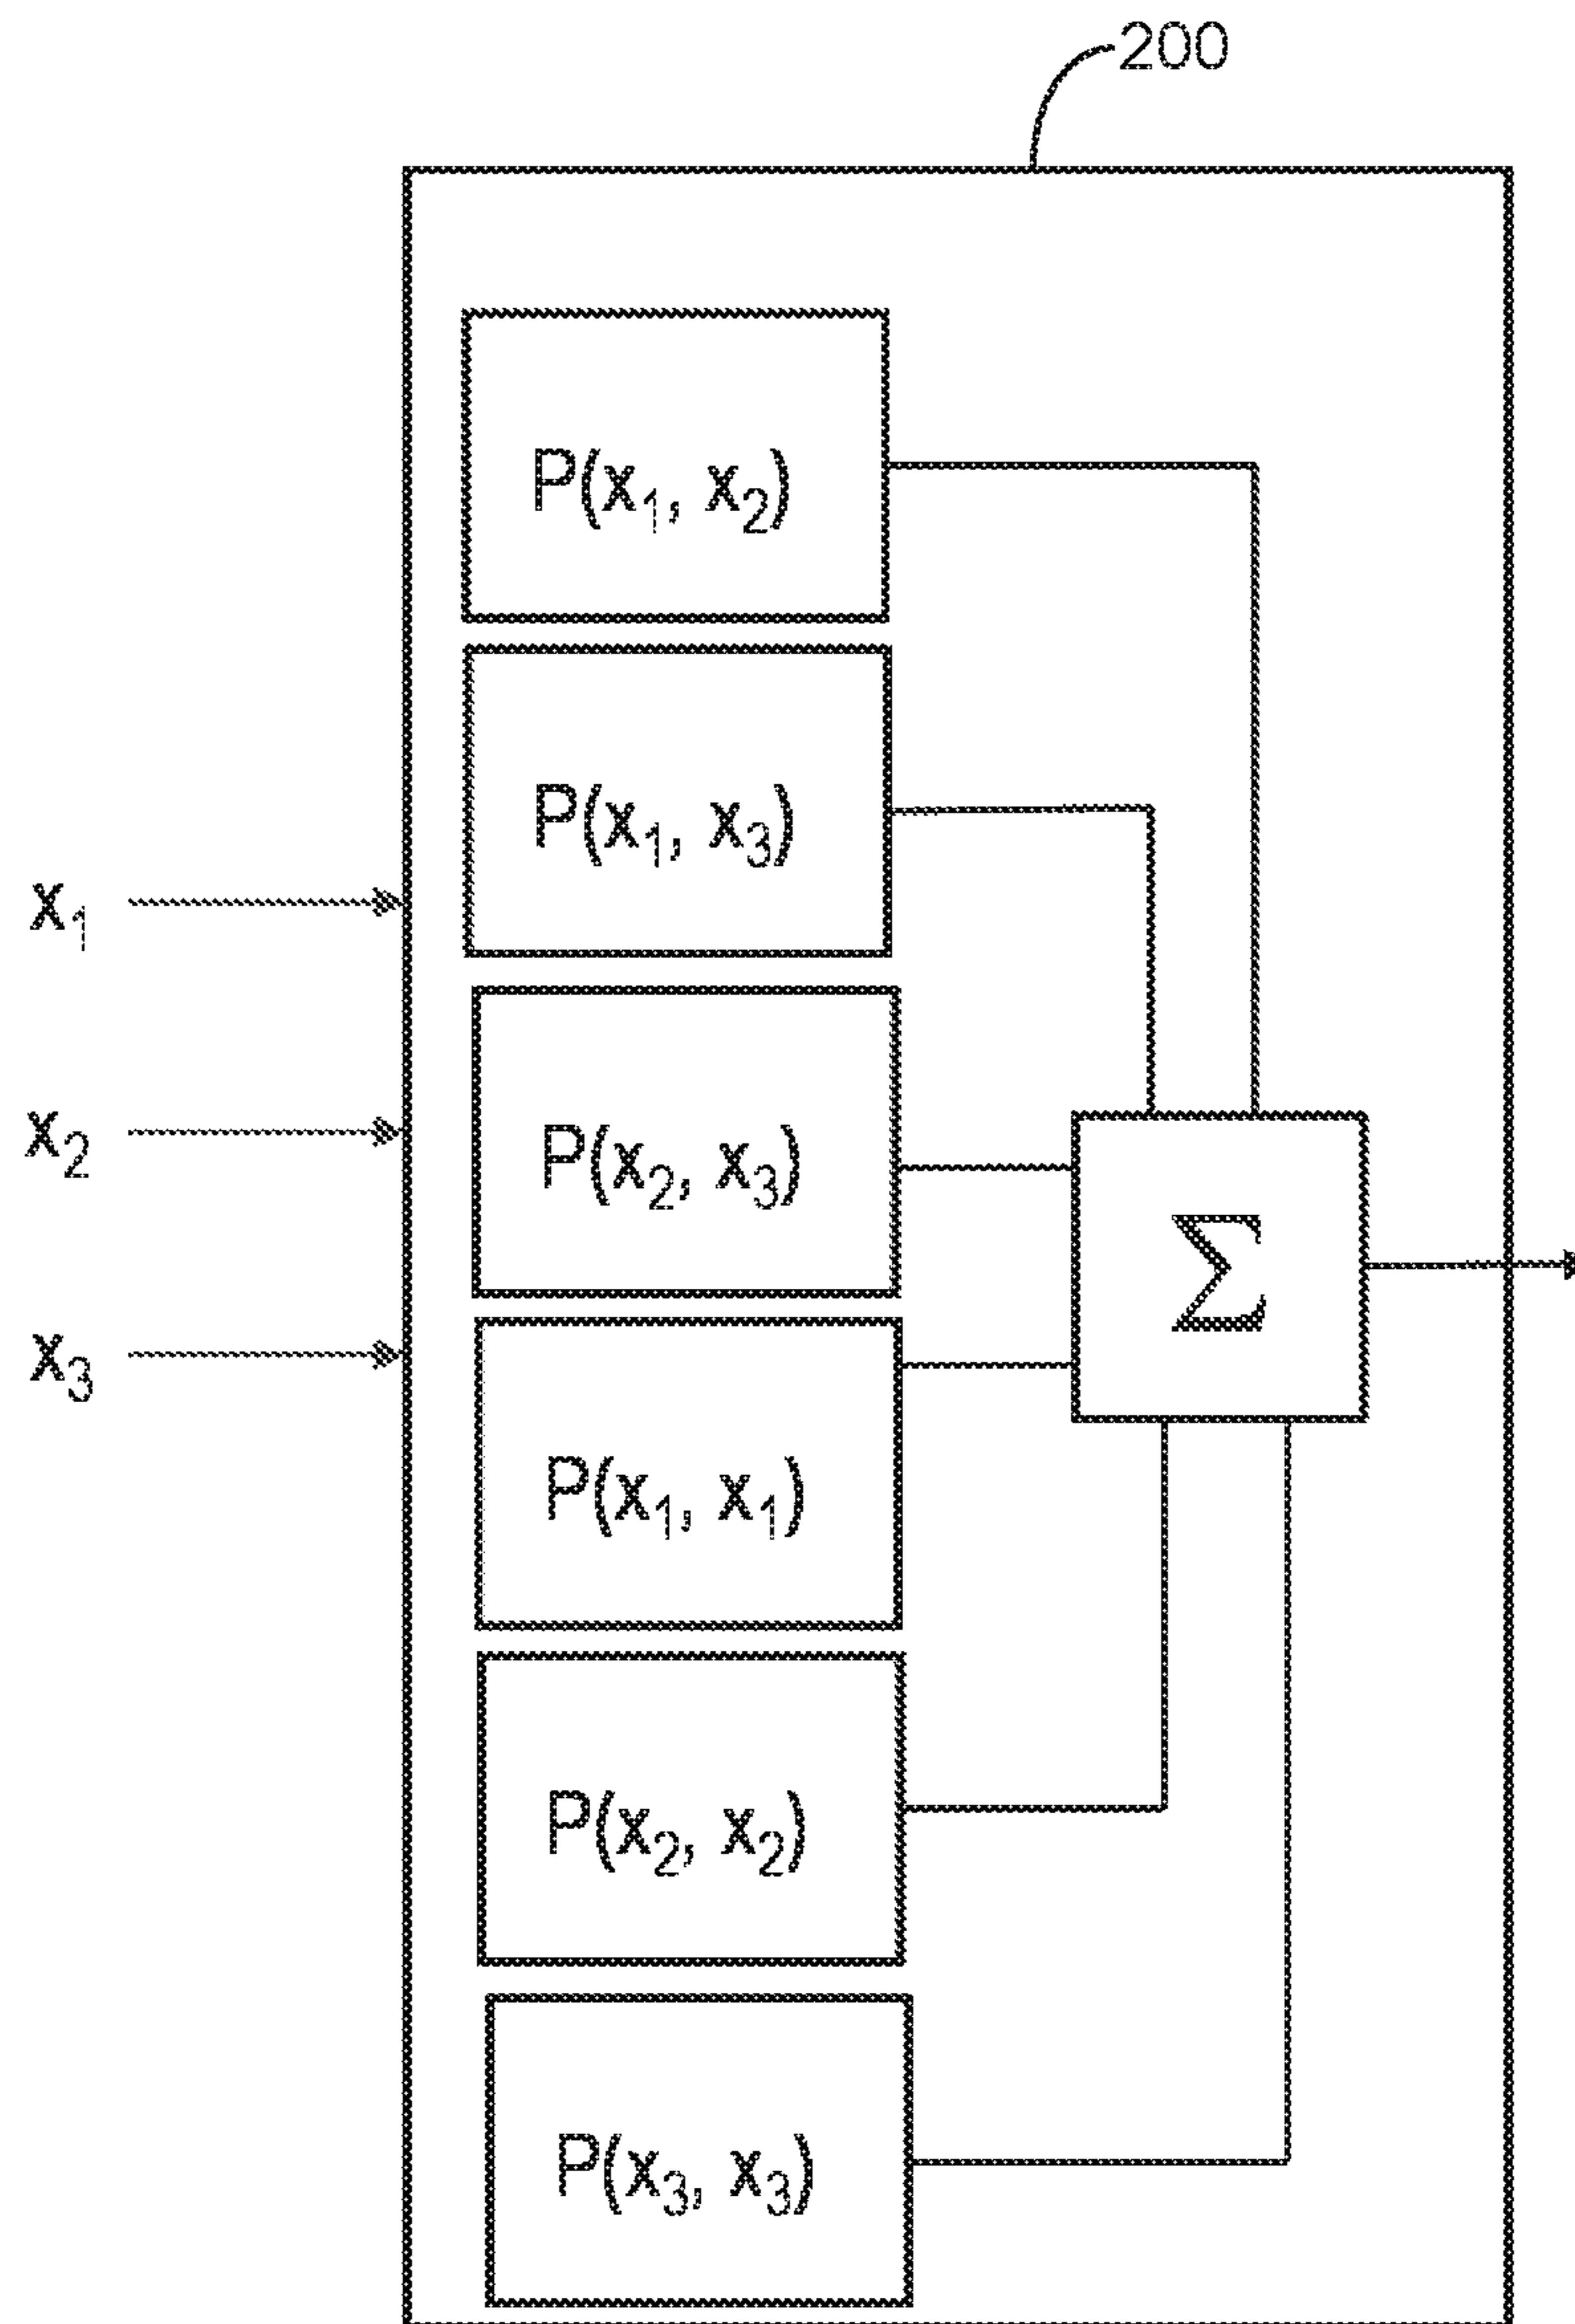 200
P(x₁, x₂)
P(x₁, x₃)
x₁
x₂
P(x₂, x₃)
Σ
x₃
P(x₁, x₁)
P(x₂, x₂)
P(x₃, x₃)